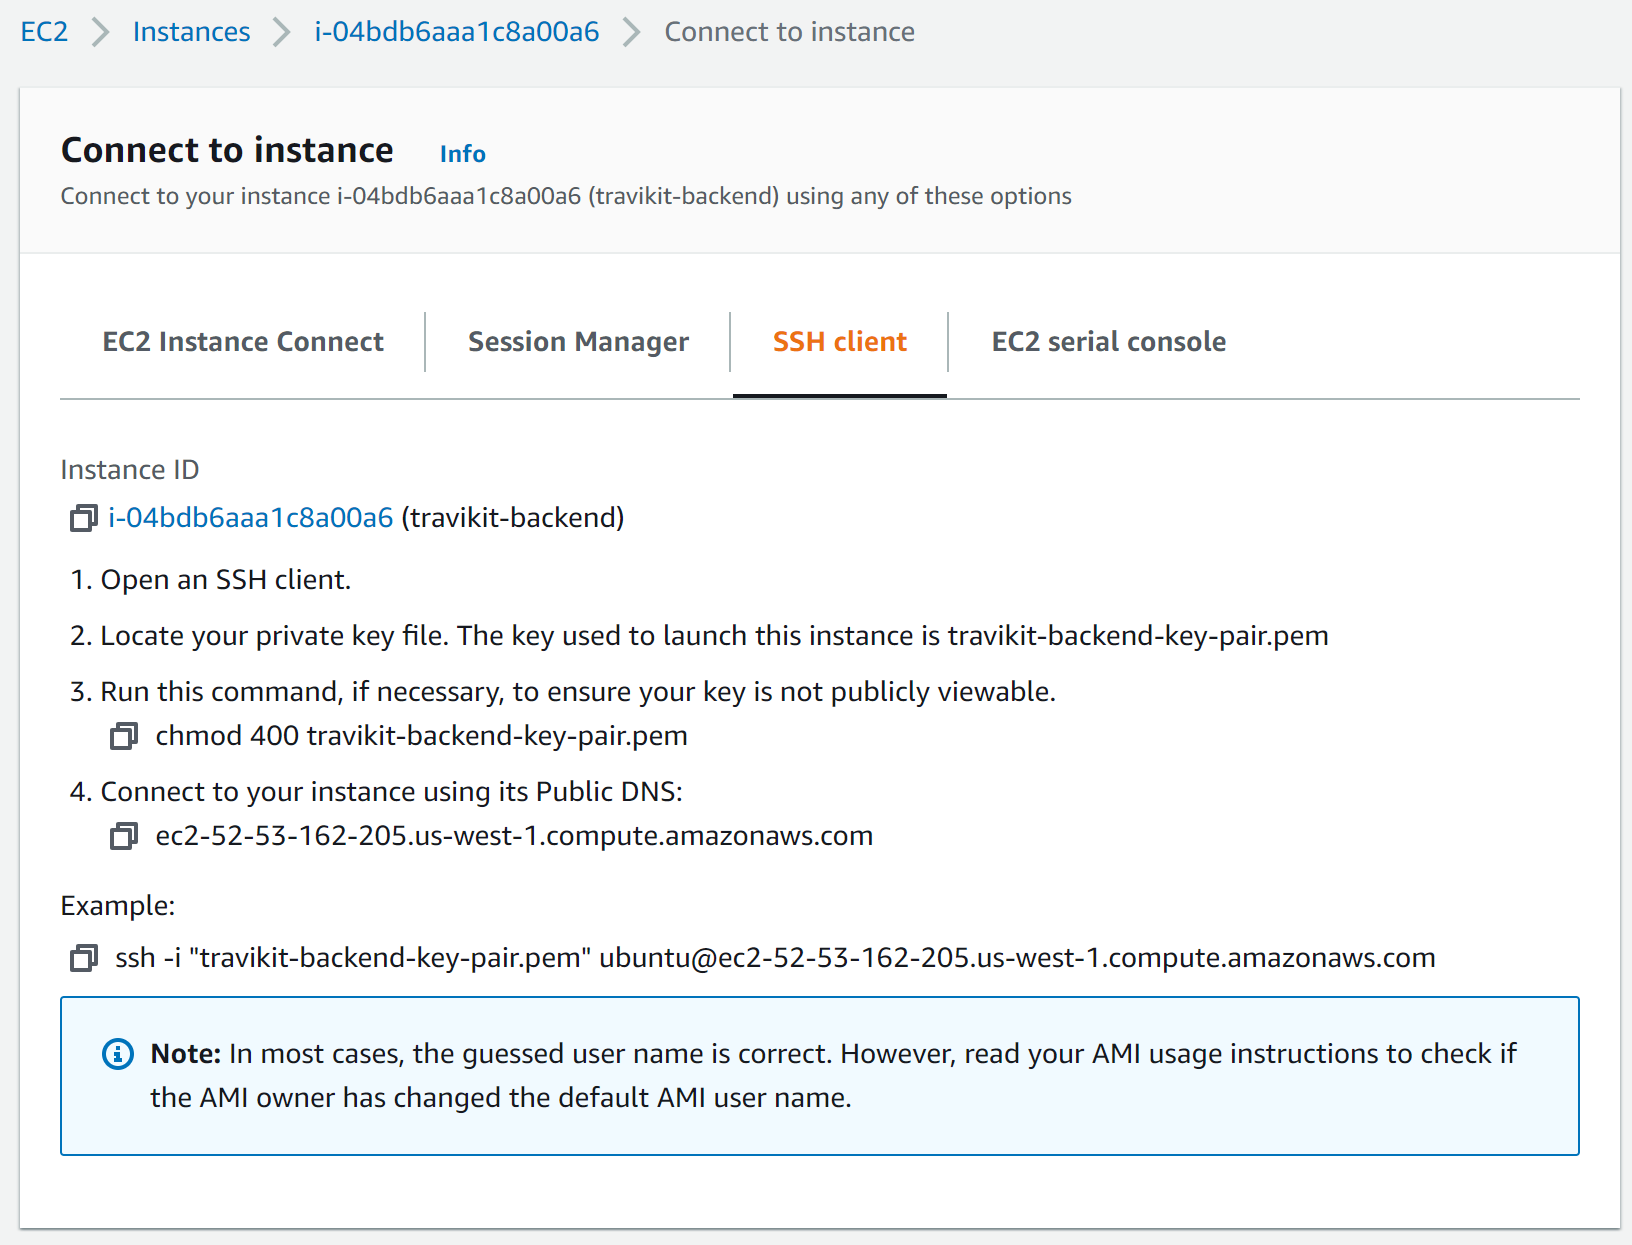 EC2 > Instances > i-04bdb6aaa1c8a00a6 > Connect to instance
Connect to instance Info
Connect to your instance i-04bdb6aaa1c8a00a6 (travikit-backend) using any of these options
EC2 Instance Connect Session Manager SSH client EC2 serial console
Instance ID
i-04bdb6aaa1c8a00a6 (travikit-backend)
1. Open an SSH client.
2. Locate your private key file. The key used to launch this instance is travikit-backend-key-pair.pem
3. Run this command, if necessary, to ensure your key is not publicly viewable.
chmod 400 travikit-backend-key-pair.pem
4. Connect to your instance using its Public DNS:
ec2-52-53-162-205.us-west-1.compute.amazonaws.com
Example:
ssh -i "travikit-backend-key-pair.pem" ubuntu@ec2-52-53-162-205.us-west-1.compute.amazonaws.com
Note: In most cases, the guessed user name is correct. However, read your AMI usage instructions to check if
the AMI owner has changed the default AMI user name.